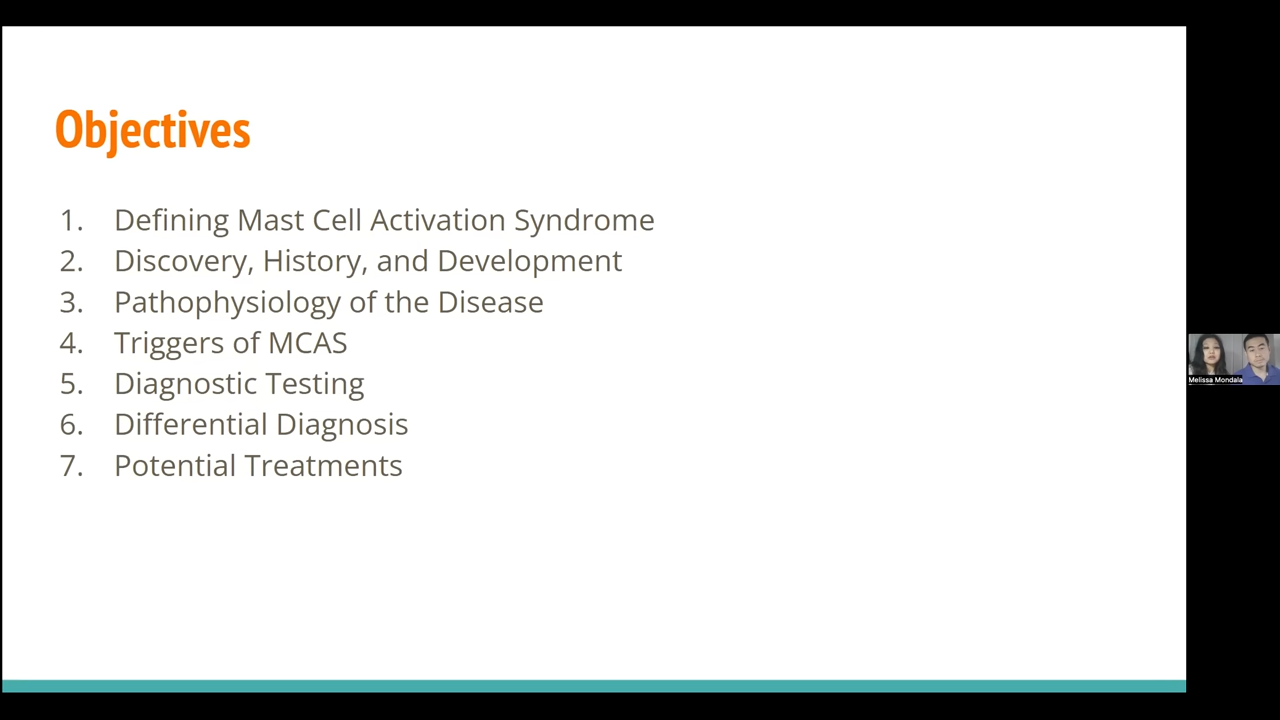 Objectives
1. Defining Mast Cell Activation Syndrome
2. Discovery, History, and Development
3. Pathophysiology of the Disease
4. Triggers of MCAS
5. Diagnostic Testing
6. Differential Diagnosis
7. Potential Treatments
Melissa Mondala